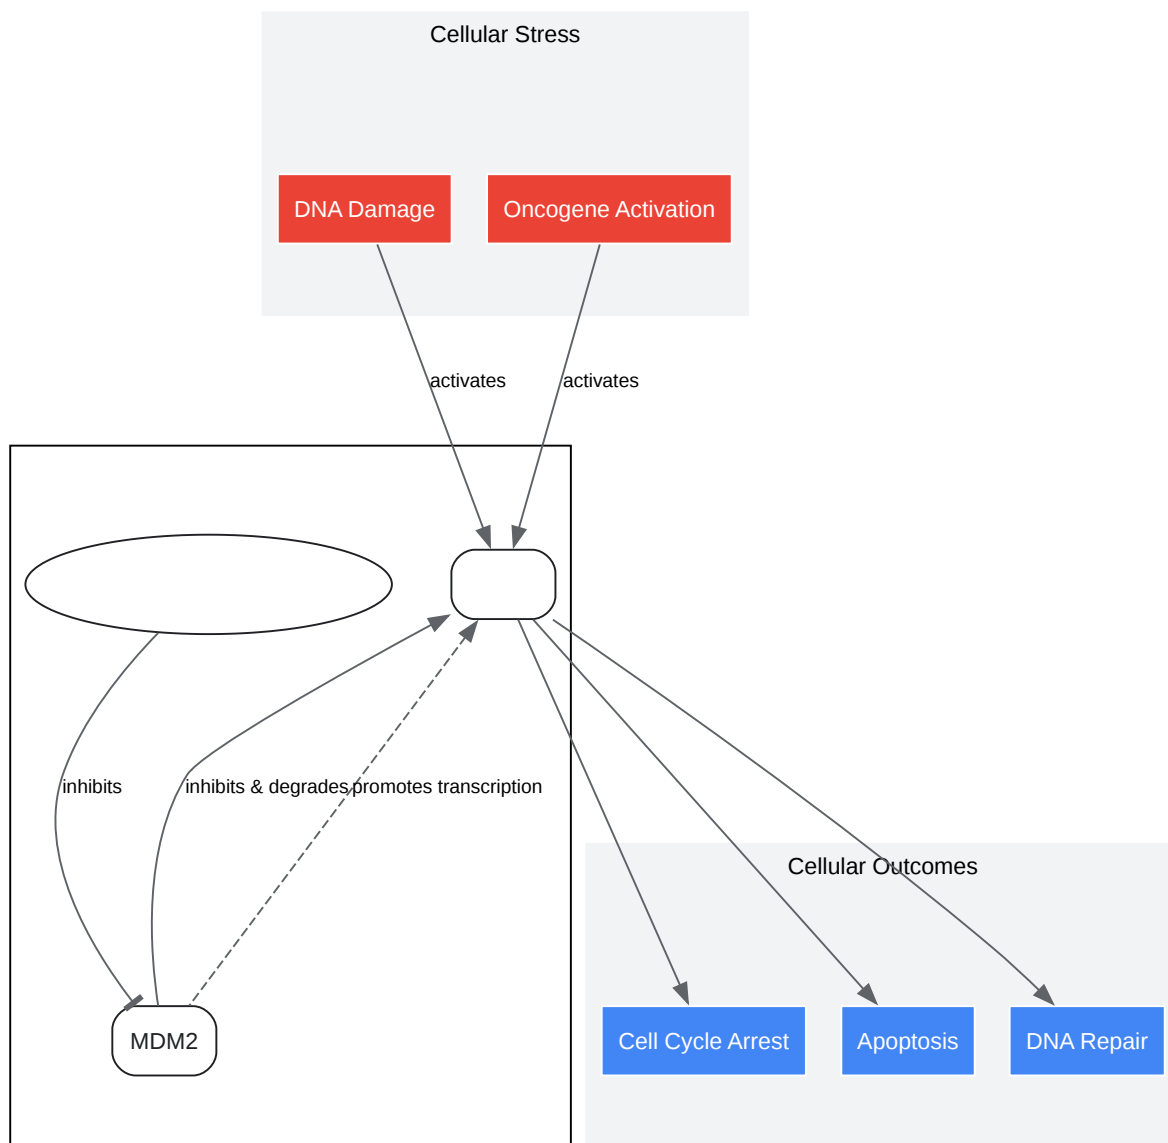 Cellular Stress
DNA Damage
Oncogene Activation
activates
activates
inhibits
inhibits & degrades
promotes transcription
Cellular Outcomes
MDM2
Cell Cycle Arrest
Apoptosis
DNA Repair